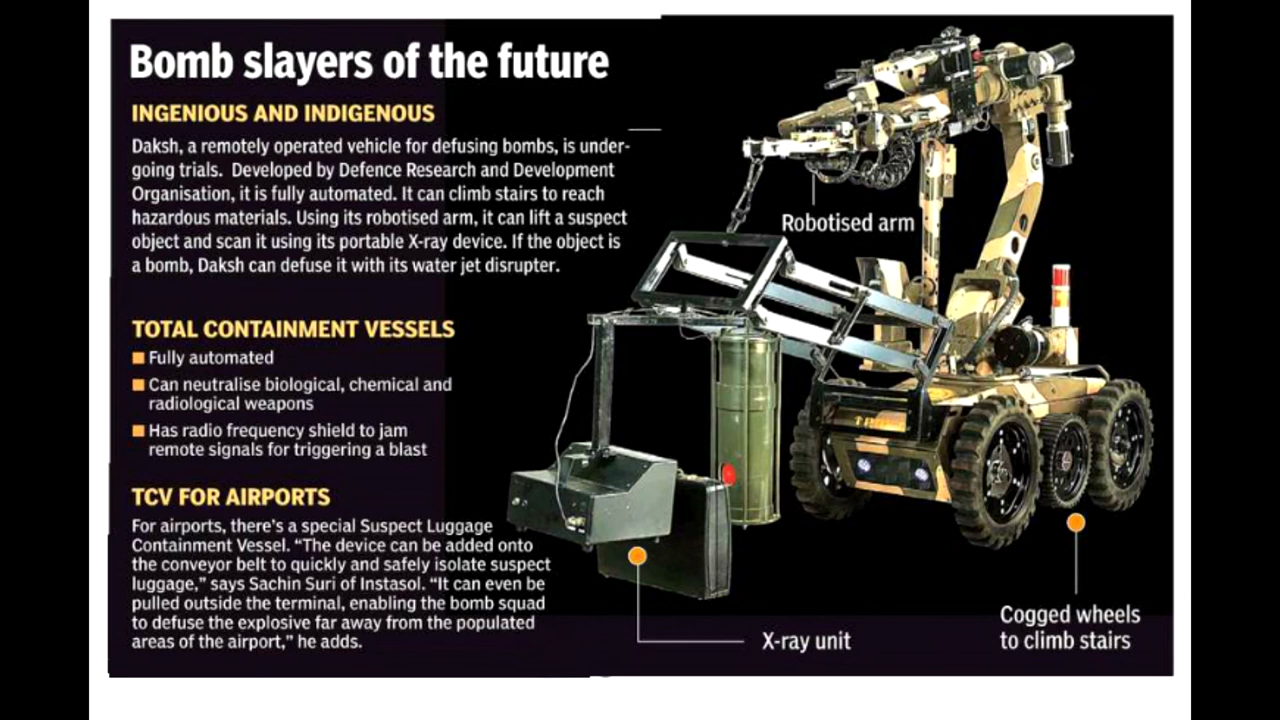 Bomb slayers of the future
INGENIOUS AND INDIGENOUS
Daksh, a remotely operated vehicle for defusing bombs, is under-
going trials. Developed by Defence Research and Development
Organisation, it is fully automated. It can climb stairs to reach
hazardous materials. Using its robotised arm, it can lift a suspect
object and scan it using its portable X-ray device. If the object is
a bomb, Daksh can defuse it with its water jet disrupter.
TOTAL CONTAINMENT VESSELS
Fully automated
Can neutralise biological, chemical and
radiological weapons
Has radio frequency shield to jam
remote signals for triggering a blast
TCV FOR AIRPORTS
For airports, there's a special Suspect Luggage
Containment Vessel. “The device can be added onto
the conveyor belt to quickly and safely isolate suspect
luggage,” says Sachin Suri of Instasol. “It can even be
pulled outside the terminal, enabling the bomb squad
to defuse the explosive far away from the populated
areas of the airport,” he adds.
Robotised arm
X-ray unit
Cogged wheels
to climb stairs